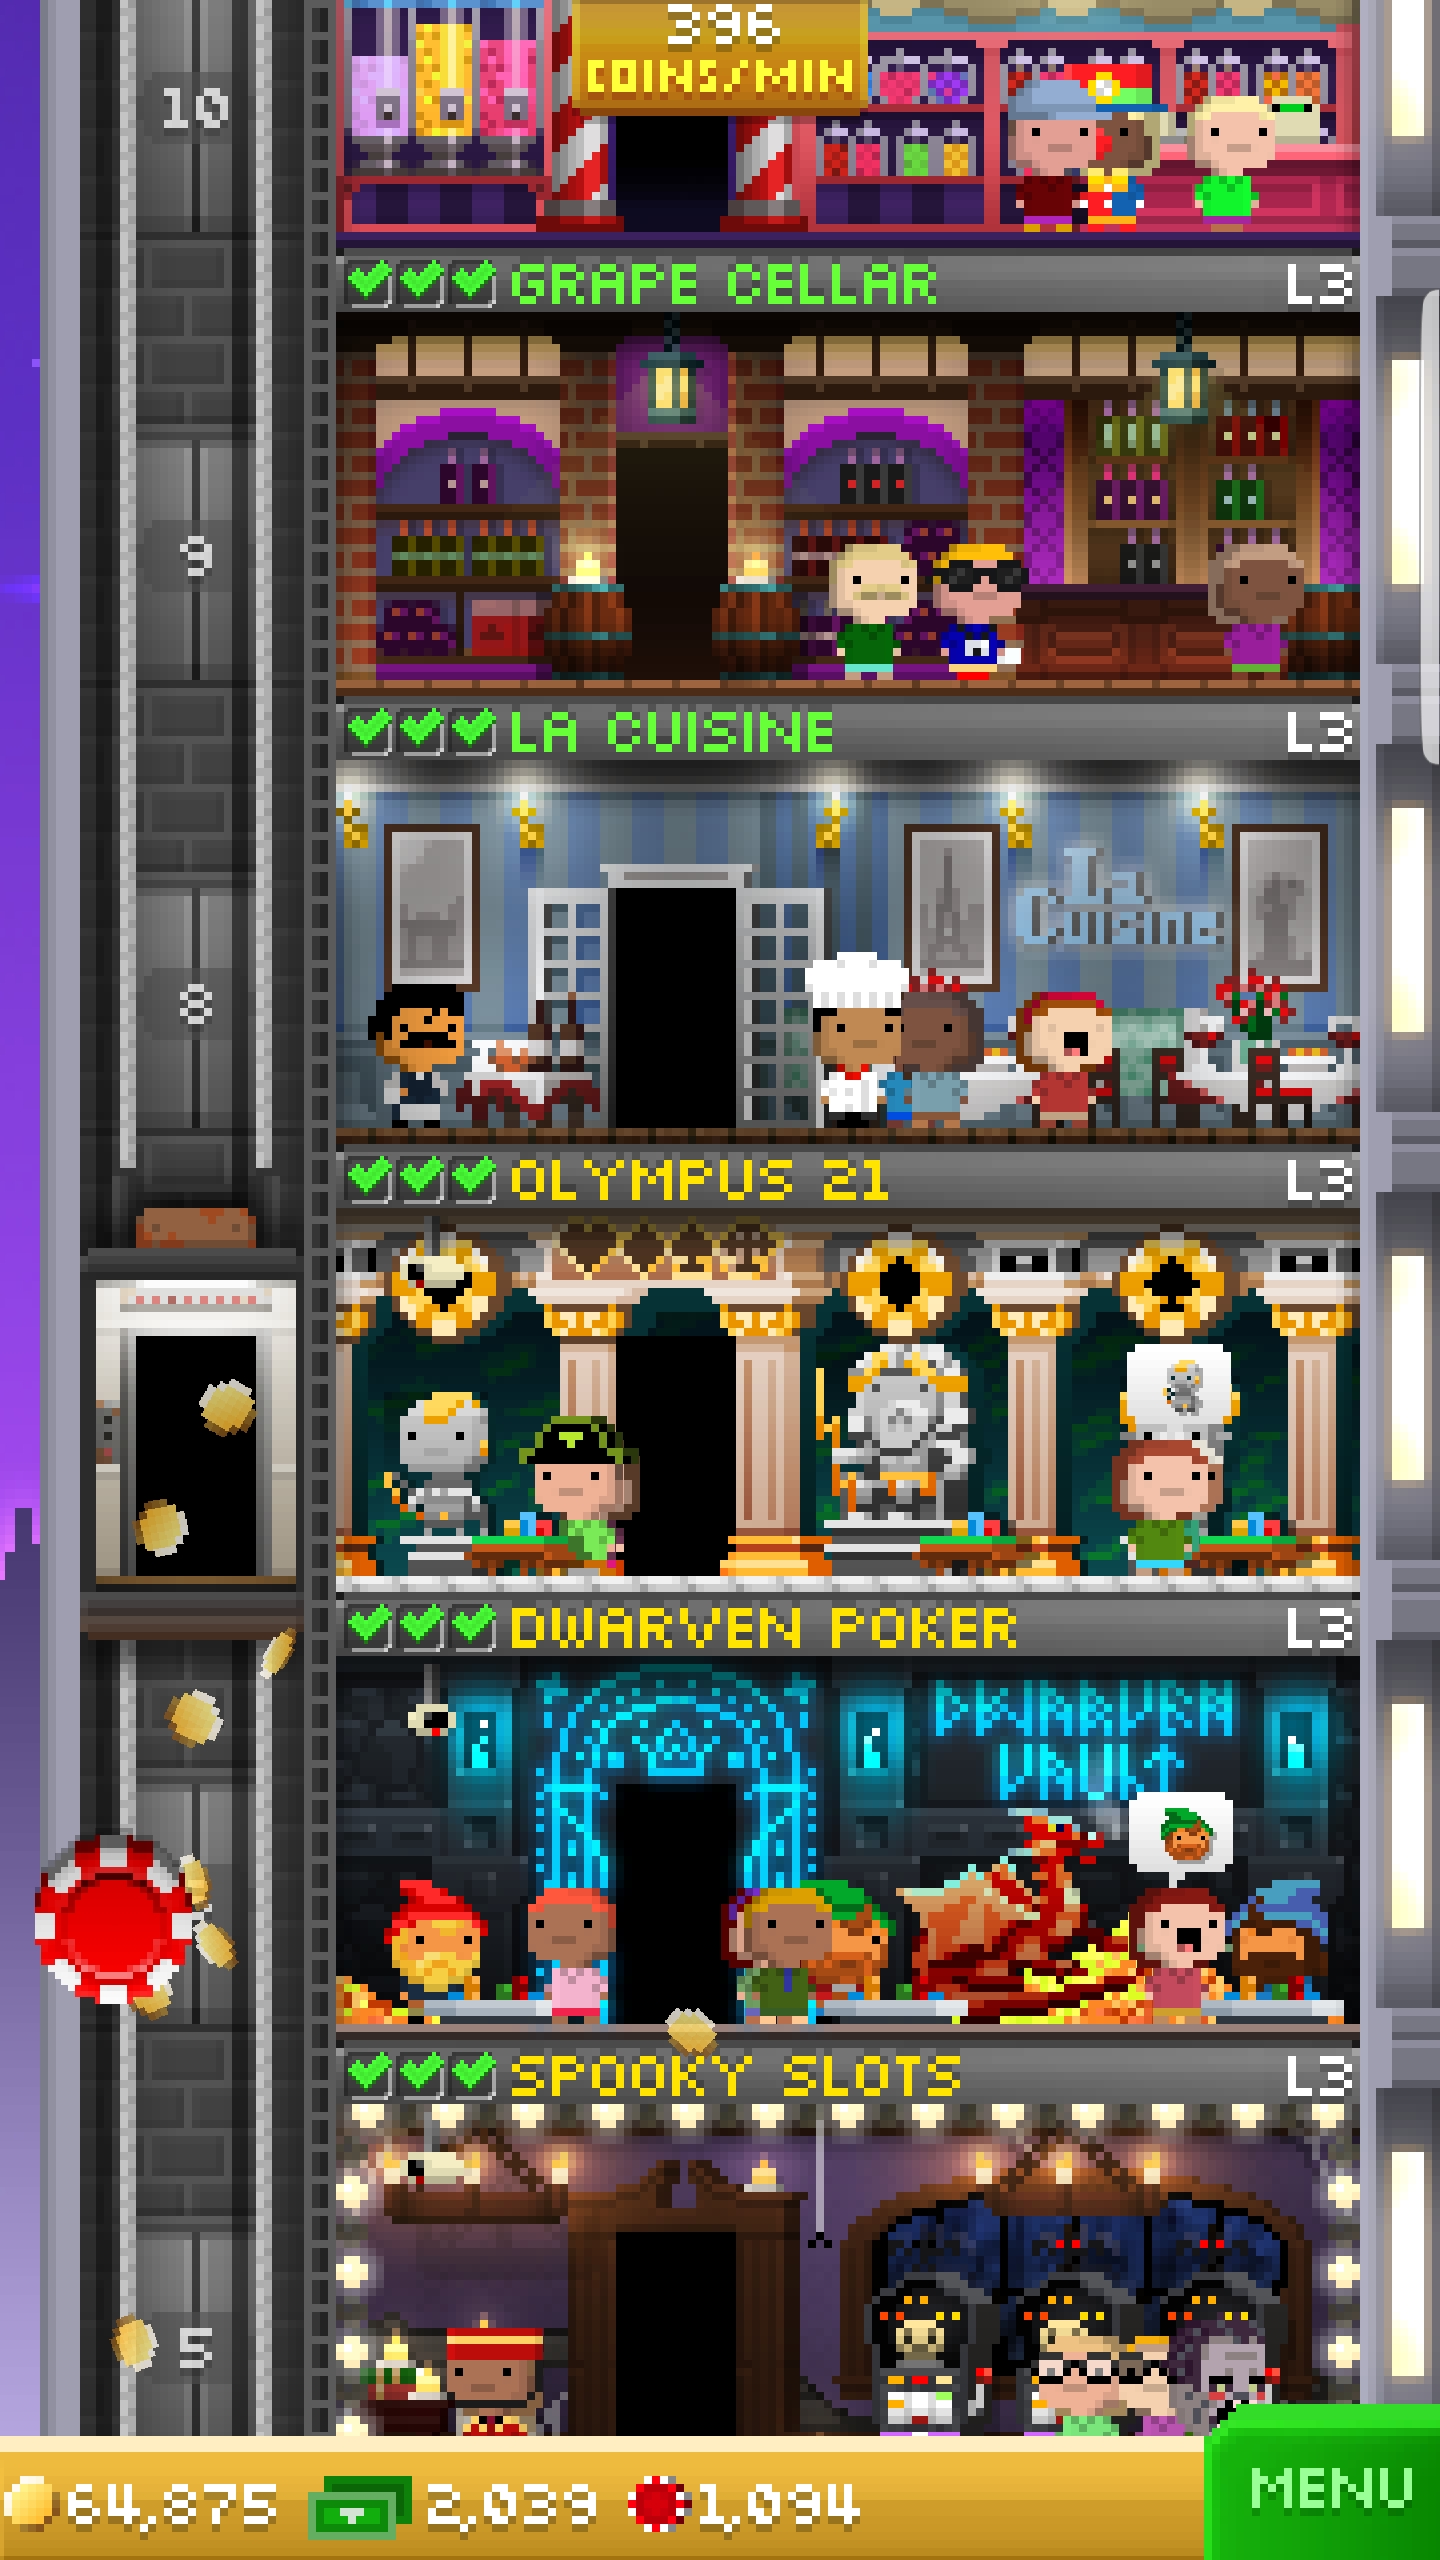 396
COINS/MIN
10
GRAPE CELLAR L3
9
LA CUISINE L3
La
Cuisine
8
OLYMPUS 21 L3
DWARVEN POKER L3
DWARVEN
VAULT
SPOOKY SLOTS L3
5
64,875 2,039 1,094
MENU